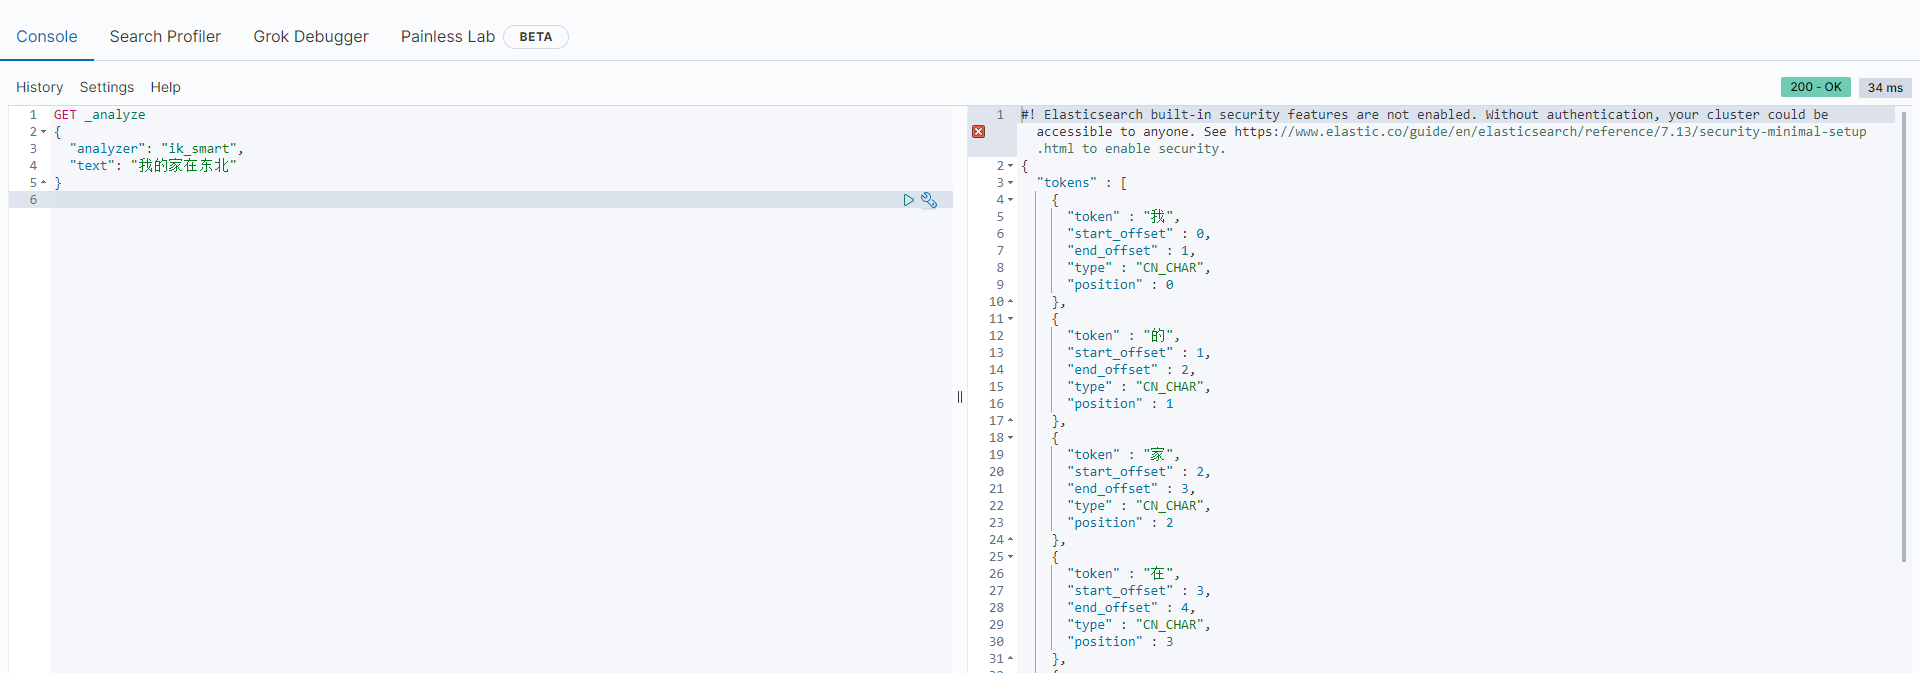 Console Search Profiler Grok Debugger Painless Lab BETA
History Settings Help
200 - OK 34 ms
1 GET _analyze
2 {
3 "analyzer": "ik_smart",
4 "text": "我的家在东北"
5 }
6
1 #! Elasticsearch built-in security features are not enabled. Without authentication, your cluster could be
accessible to anyone. See https://www.elastic.co/guide/en/elasticsearch/reference/7.13/security-minimal-setup
.html to enable security.
2 {
3 "tokens" : [
4 {
5 "token" : "我",
6 "start_offset" : 0,
7 "end_offset" : 1,
8 "type" : "CN_CHAR",
9 "position" : 0
10 },
11 {
12 "token" : "的",
13 "start_offset" : 1,
14 "end_offset" : 2,
15 "type" : "CN_CHAR",
16 "position" : 1
17 },
18 {
19 "token" : "家",
20 "start_offset" : 2,
21 "end_offset" : 3,
22 "type" : "CN_CHAR",
23 "position" : 2
24 },
25 {
26 "token" : "在",
27 "start_offset" : 3,
28 "end_offset" : 4,
29 "type" : "CN_CHAR",
30 "position" : 3
31 },